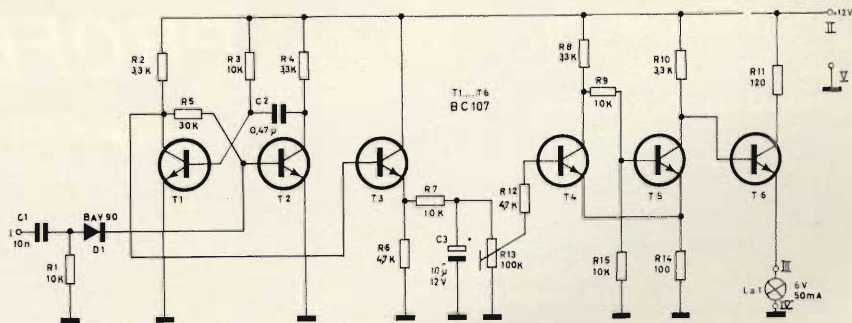 +12V
II
V
R2
3,3K
R3
10K
R4
3,3K
R5
30K
C2
0,47µ
T1
T2
T1....T6
BC107
R8
3,3K
R9
10K
R10
3,3K
R11
120
C1
10n
I
BAY90
D1
R1
10K
T3
R7
10K
R6
4,7K
C3
10µ
12V
R13
100K
R12
4,7K
T4
T5
T6
R15
10K
R14
100
III
La1
6V
50mA
IV